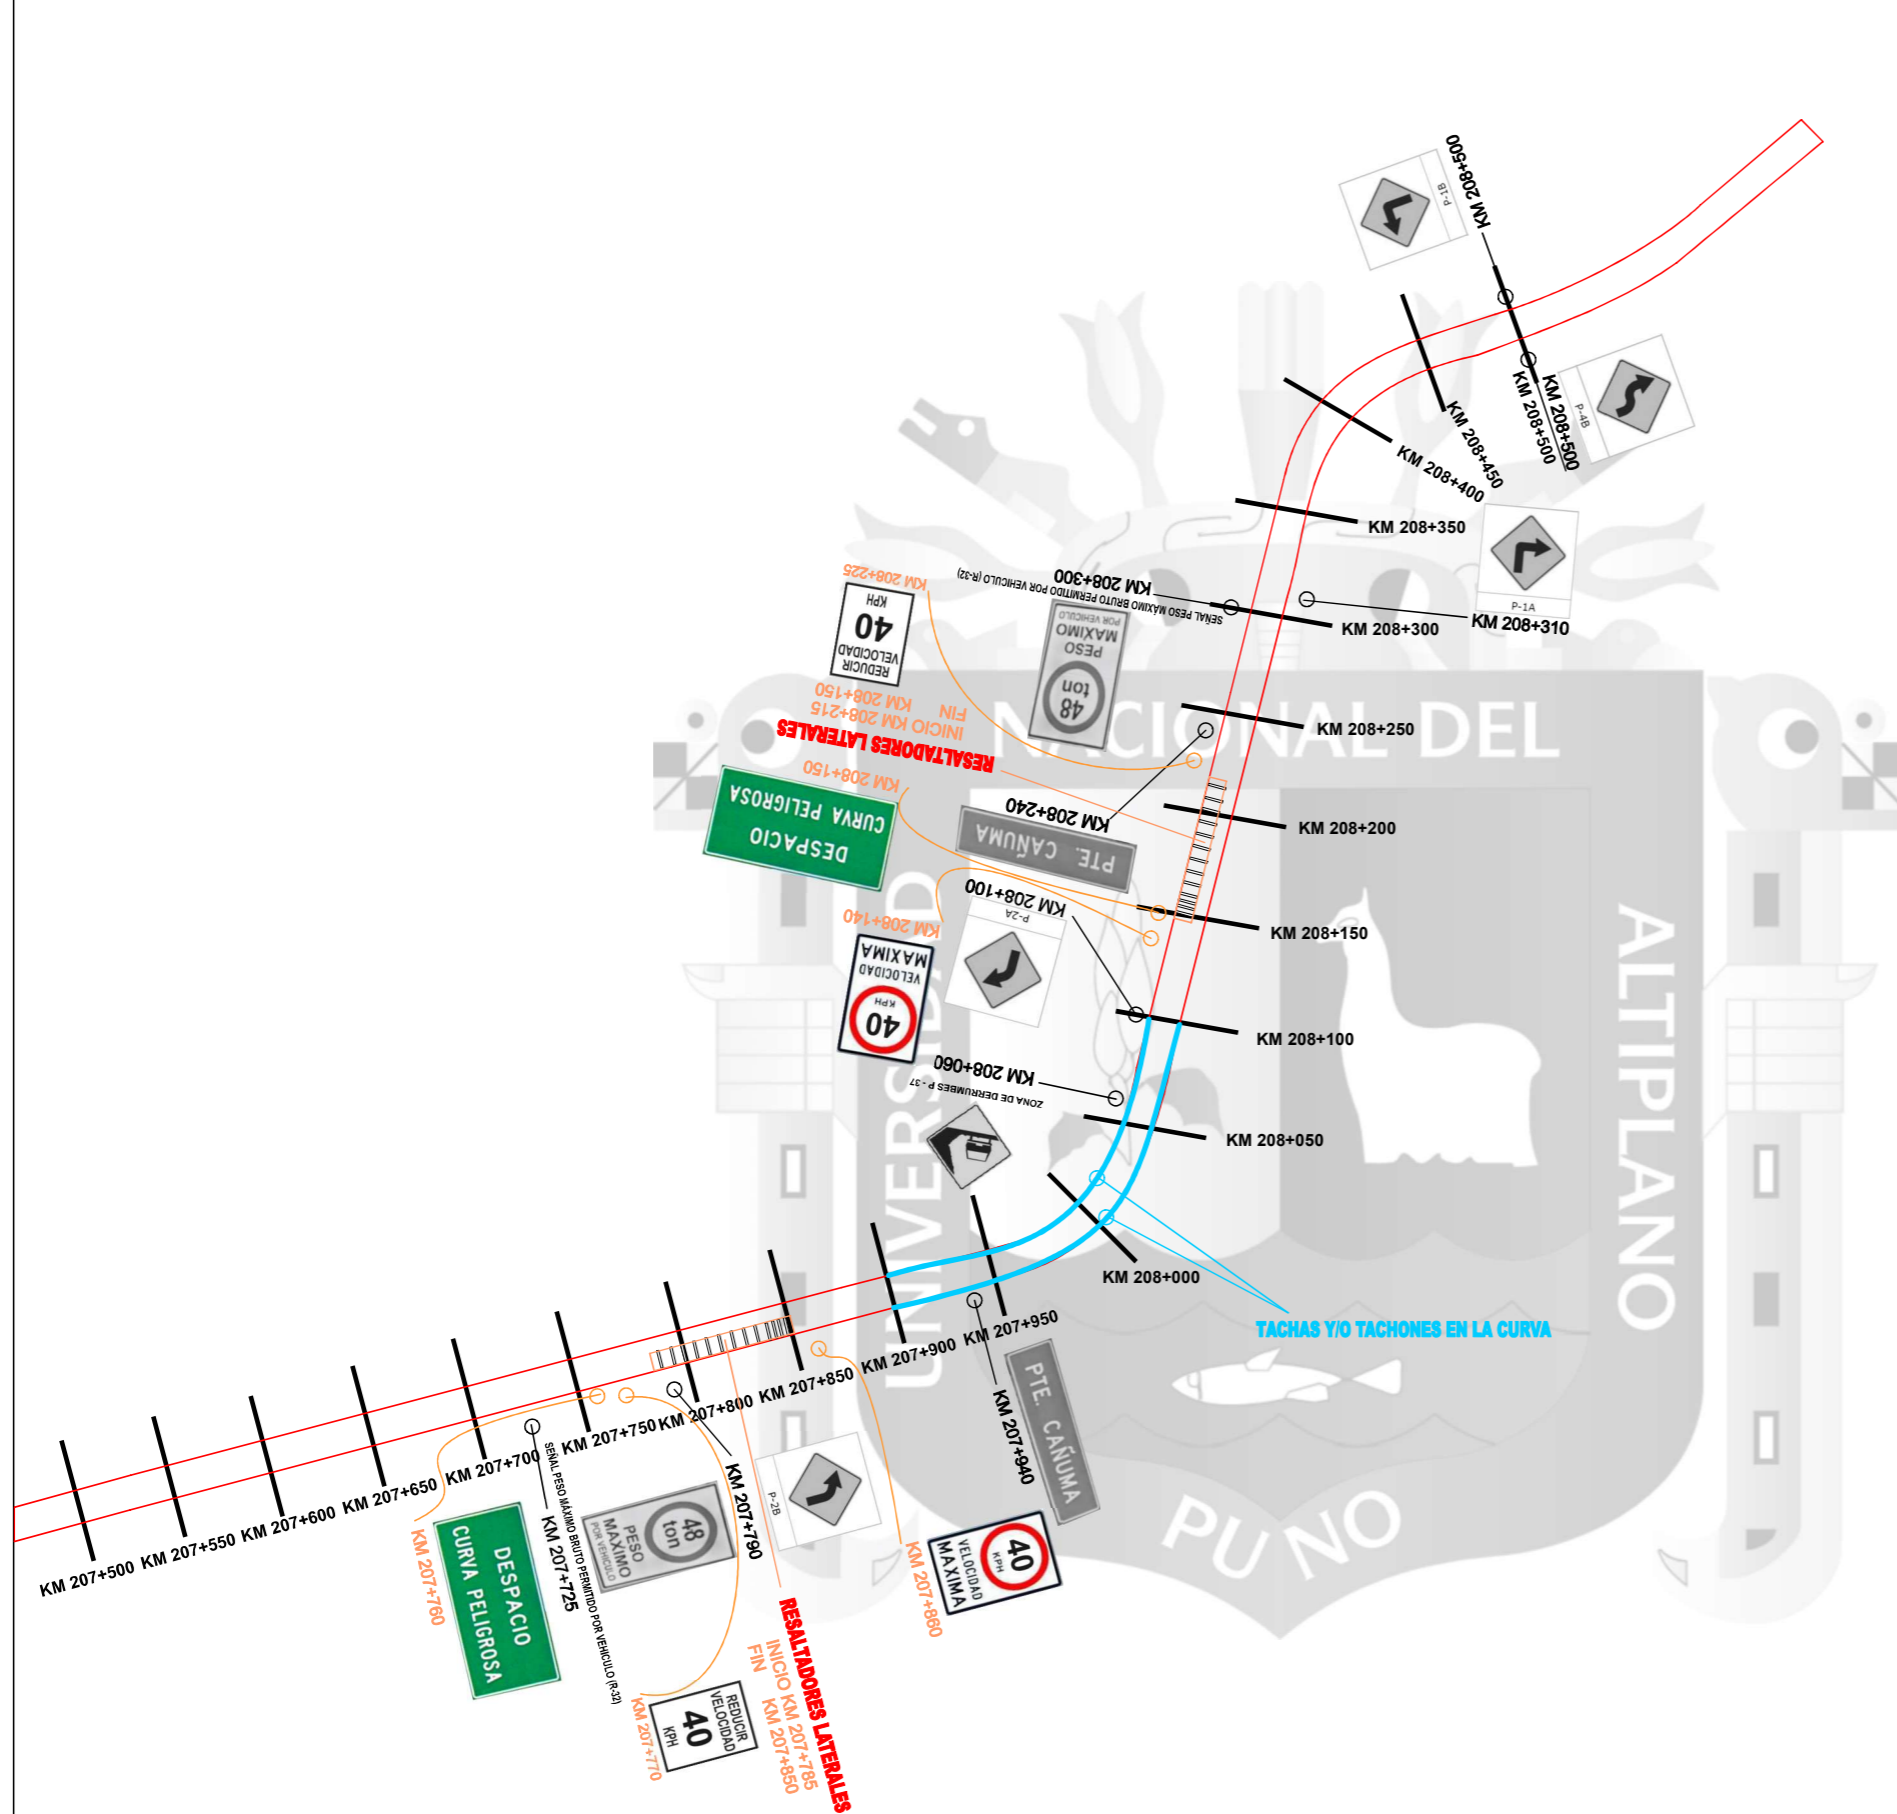 KM 208+500
P-1B
KM 208+500
KM 208+500
P-4B
KM 208+450
KM 208+400
KM 208+350
P-1A
KM 208+310
KM 208+300
KM 208+300
SEÑAL PESO MÁXIMO BRUTO PERMITIDO POR VEHICULO (R-32)
48
ton
PESO
MAXIMO
POR VEHICULO
KM 208+225
REDUCIR
VELOCIDAD
40
KPH
RESALTADORES LATERALES
INICIO KM 208+215
FIN KM 208+150
KM 208+250
KM 208+240
PTE. CAÑUMA
KM 208+200
KM 208+150
DESPACIO
CURVA PELIGROSA
KM 208+150
KM 208+140
40
KPH
VELOCIDAD
MAXIMA
KM 208+100
P-2A
KM 208+100
KM 208+060
ZONA DE DERRUMBES P - 37
KM 208+050
KM 208+000
TACHAS Y/O TACHONES EN LA CURVA
KM 207+950
KM 207+900
KM 207+850
KM 207+800
KM 207+750
KM 207+700
KM 207+650
KM 207+600
KM 207+550
KM 207+500
KM 207+940
PTE. CAÑUMA
KM 207+860
40
KPH
VELOCIDAD
MAXIMA
P-2B
KM 207+790
RESALTADORES LATERALES
INICIO KM 207+785
FIN KM 207+850
KM 207+770
REDUCIR
VELOCIDAD
40
KPH
48
ton
PESO
MAXIMO
POR VEHICULO
KM 207+725
SEÑAL PESO MÁXIMO BRUTO PERMITIDO POR VEHICULO (R-32)
KM 207+760
DESPACIO
CURVA PELIGROSA
UNIVERSIDAD
NACIONAL DEL
ALTIPLANO
PUNO